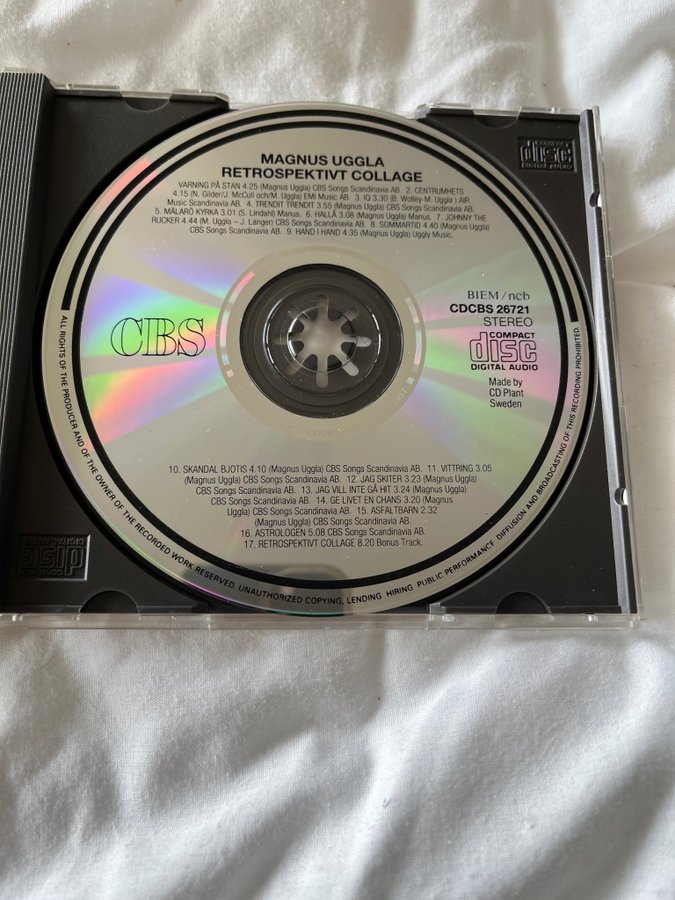 MAGNUS UGGLA
RETROSPEKTIVT COLLAGE
VARNING PÅ STAN 4.25 (Magnus Uggla) CBS Songs Scandinavia AB. 2. CENTRUMHETS
4.15 (N. Gilder/J. McCull och/M. Uggla) EMI Music AB. 3. IQ 3.30 (B. Wolley-M. Uggla) AIR
Music Scandinavia AB. 4. TRENDIT TRENDIT 3.55 (Magnus Uggla) CBS Songs Scandinavia AB.
5. MÄLARÖ KYRKA 3.01 (S. Lindahl) Manus. 6. HALLÅ 3.08 (Magnus Uggla) Manus. 7. JOHNNY THE
RUCKER 4.44 (M. Uggla – J. Langer) CBS Songs Scandinavia AB. 8. SOMMARTID 4.40 (Magnus Uggla)
CBS Songs Scandinavia AB. 9. HAND I HAND 4.35 (Magnus Uggla) Uggly Music.
COMPACT
disc
DIGITAL AUDIO
CBS
BIEM / ncb
CDCBS 26721
STEREO
COMPACT
disc
DIGITAL AUDIO
Made by
CD Plant
Sweden
10. SKANDAL BJOTIS 4.10 (Magnus Uggla) CBS Songs Scandinavia AB. 11. VITTRING 3.05
(Magnus Uggla) CBS Songs Scandinavia AB. 12. JAG SKITER 3.23 (Magnus Uggla)
CBS Songs Scandinavia AB. 13. JAG VILL INTE GÅ HIT 3.24 (Magnus Uggla)
CBS Songs Scandinavia AB. 14. GE LIVET EN CHANS 3.20 (Magnus
Uggla) CBS Songs Scandinavia AB. 15. ASFALTBARN 2.32
(Magnus Uggla) CBS Songs Scandinavia AB.
16. ASTROLOGEN 5.08 CBS Songs Scandinavia AB.
17. RETROSPEKTIVT COLLAGE 8.20 Bonus Track.
ALL RIGHTS OF THE PRODUCER AND OF THE OWNER OF THE RECORDED WORK RESERVED. UNAUTHORIZED COPYING, LENDING, HIRING, PUBLIC PERFORMANCE, DIFFUSION AND BROADCASTING OF THIS RECORDING PROHIBITED.
COMPACT
disc
DIGITAL AUDIO